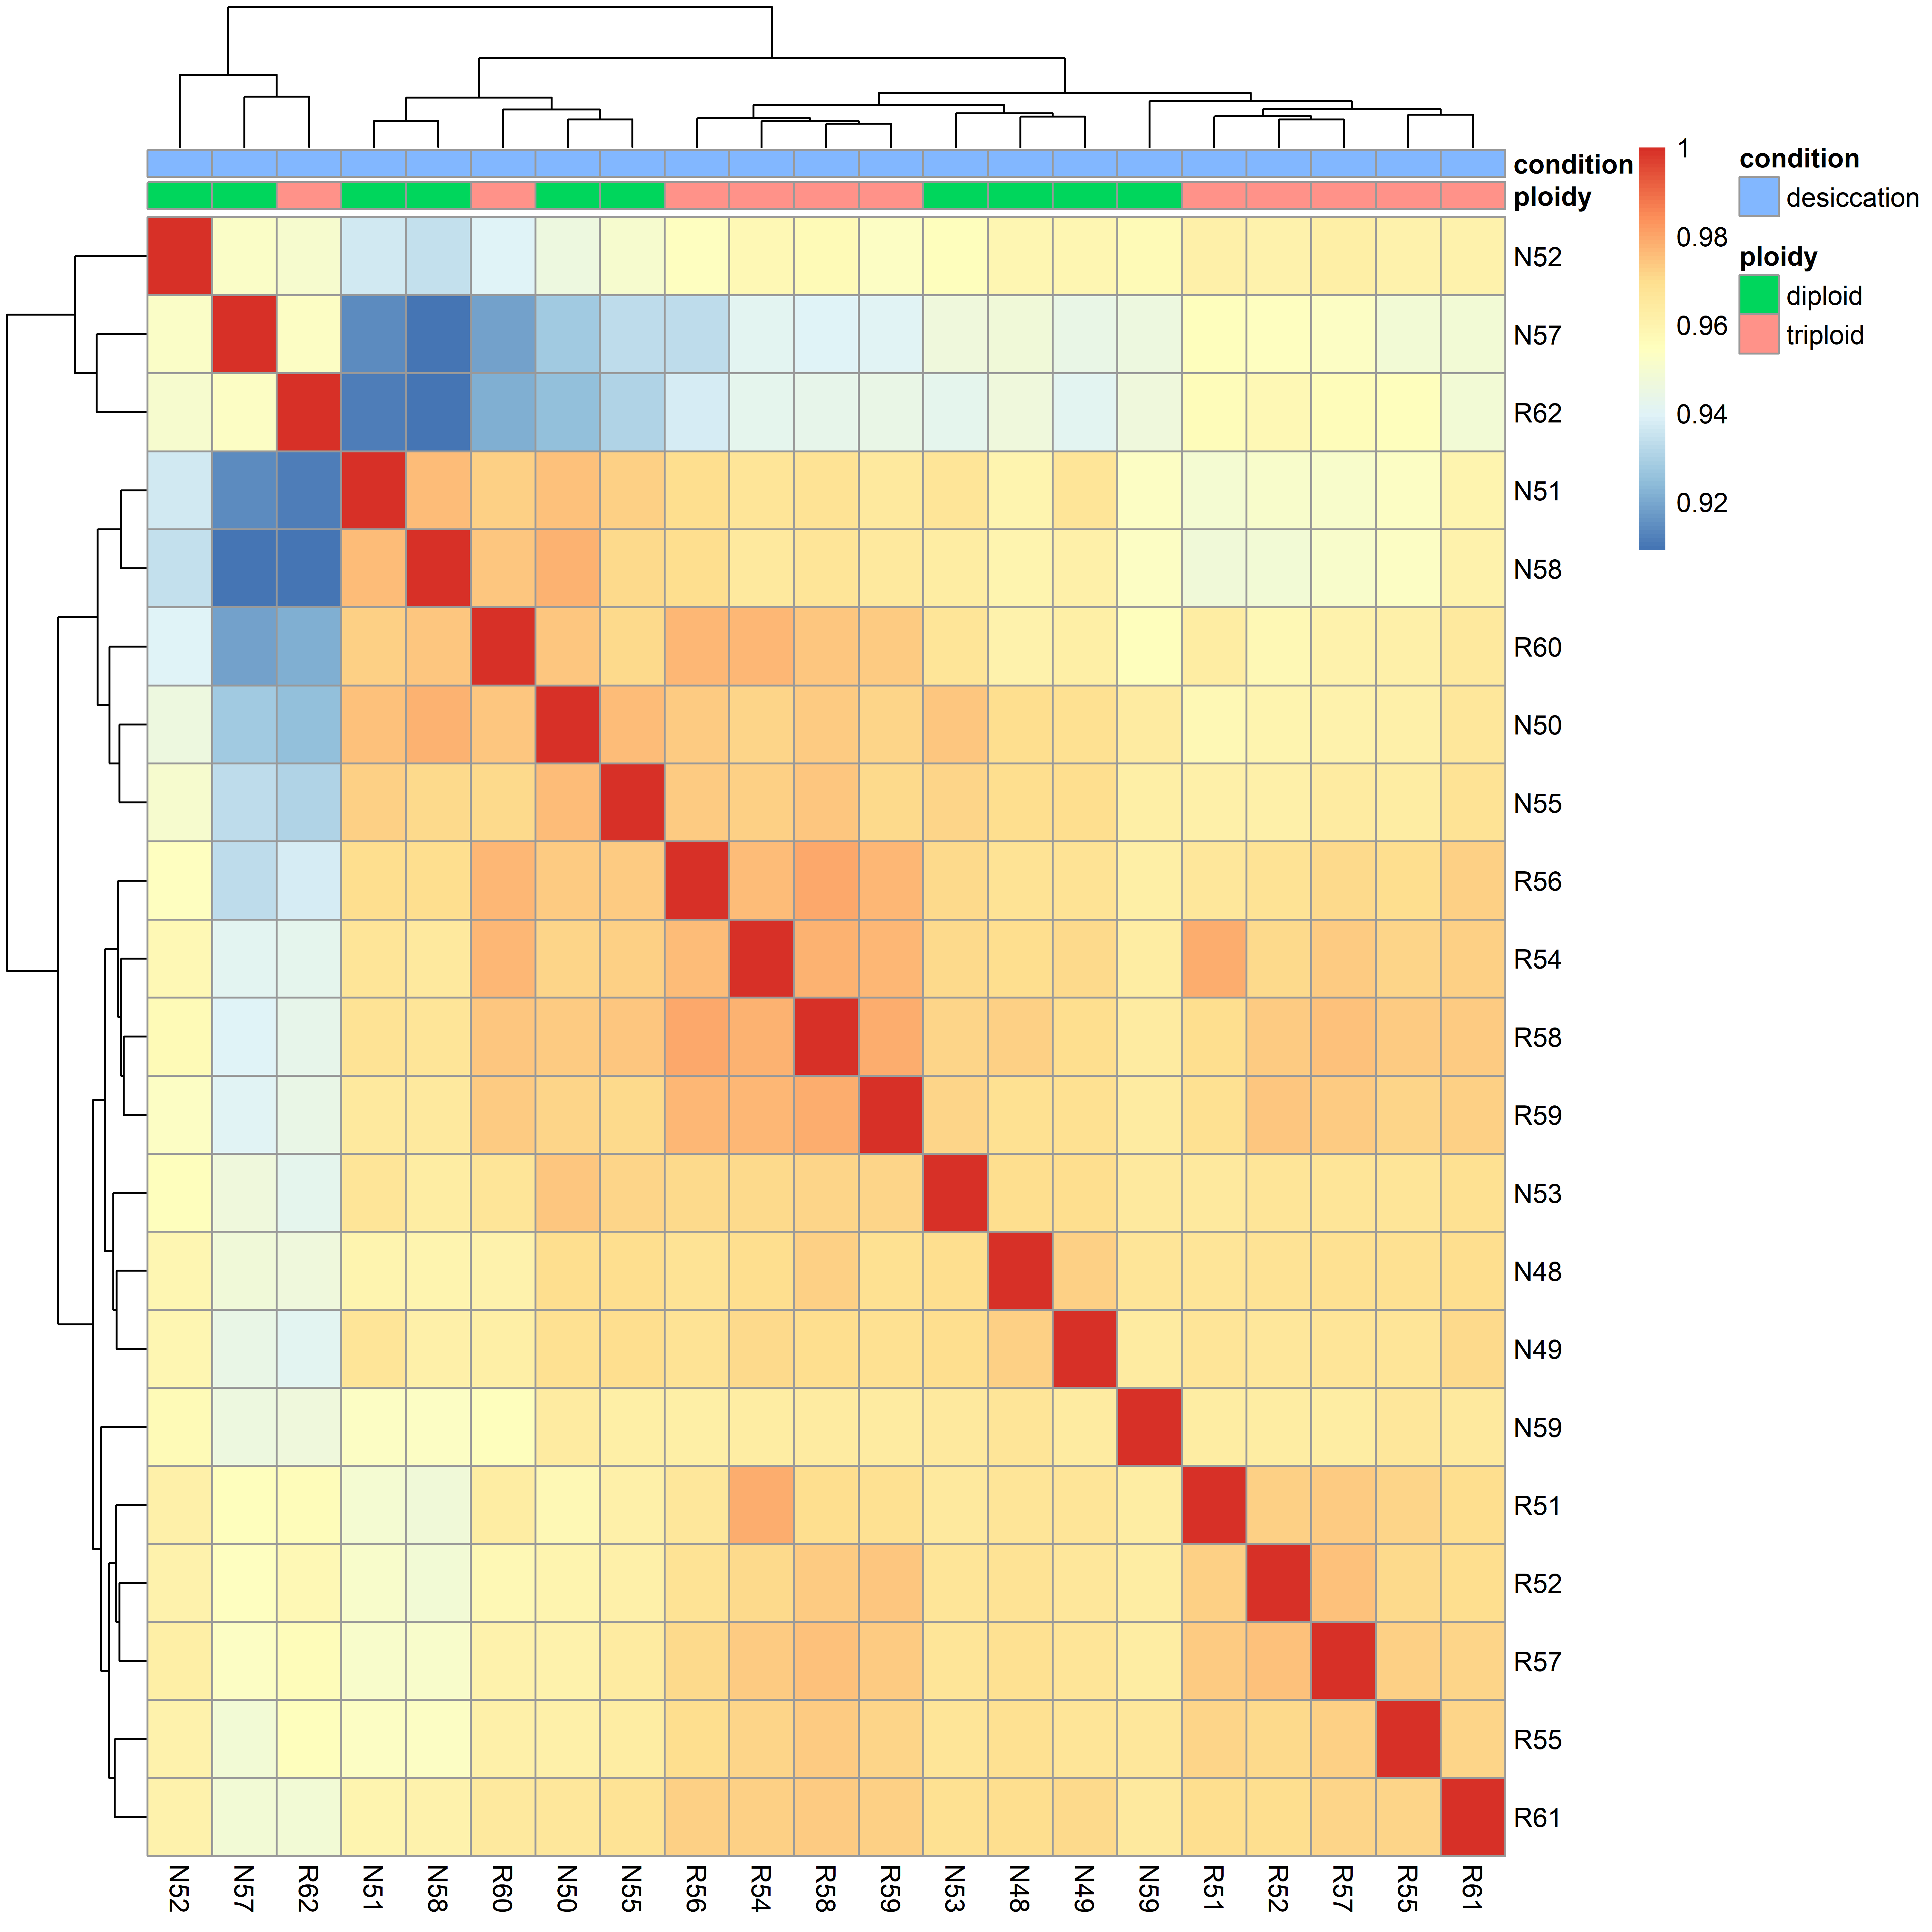 condition
ploidy
1
0.98
0.96
0.94
0.92
condition
desiccation
ploidy
diploid
triploid
N52
N57
R62
N51
N58
R60
N50
N55
R56
R54
R58
R59
N53
N48
N49
N59
R51
R52
R57
R55
R61
N52 N57 R62 N51 N58 R60 N50 N55 R56 R54 R58 R59 N53 N48 N49 N59 R51 R52 R57 R55 R61